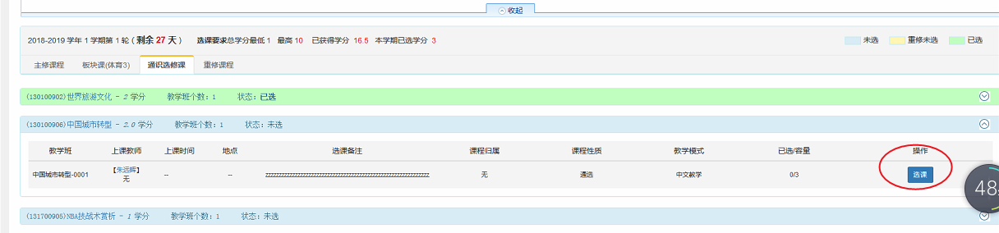 收起
2018-2019 学年 1 学期第 1 轮 (剩余 27 天) 选课要求总学分最低 1 最高 10 已获得学分 16.5 本学期已选学分 3 未选 重修未选 已选
主修课程 板块课(体育3) 通识选修课 重修课程
(130100902)世界旅游文化 - 2 学分 教学班个数：1 状态：已选
(130100906)中国城市转型 - 2.0 学分 教学班个数：1 状态：未选
教学班 上课教师 上课时间 地点 选课备注 课程归属 课程性质 教学模式 已选/容量 操作
中国城市转型-0001 【朱远辉】 无 -- -- 无 通选 中文教学 0/3 选课
(131700905)NBA技战术赏析 - 1 学分 教学班个数：1 状态：未选
48